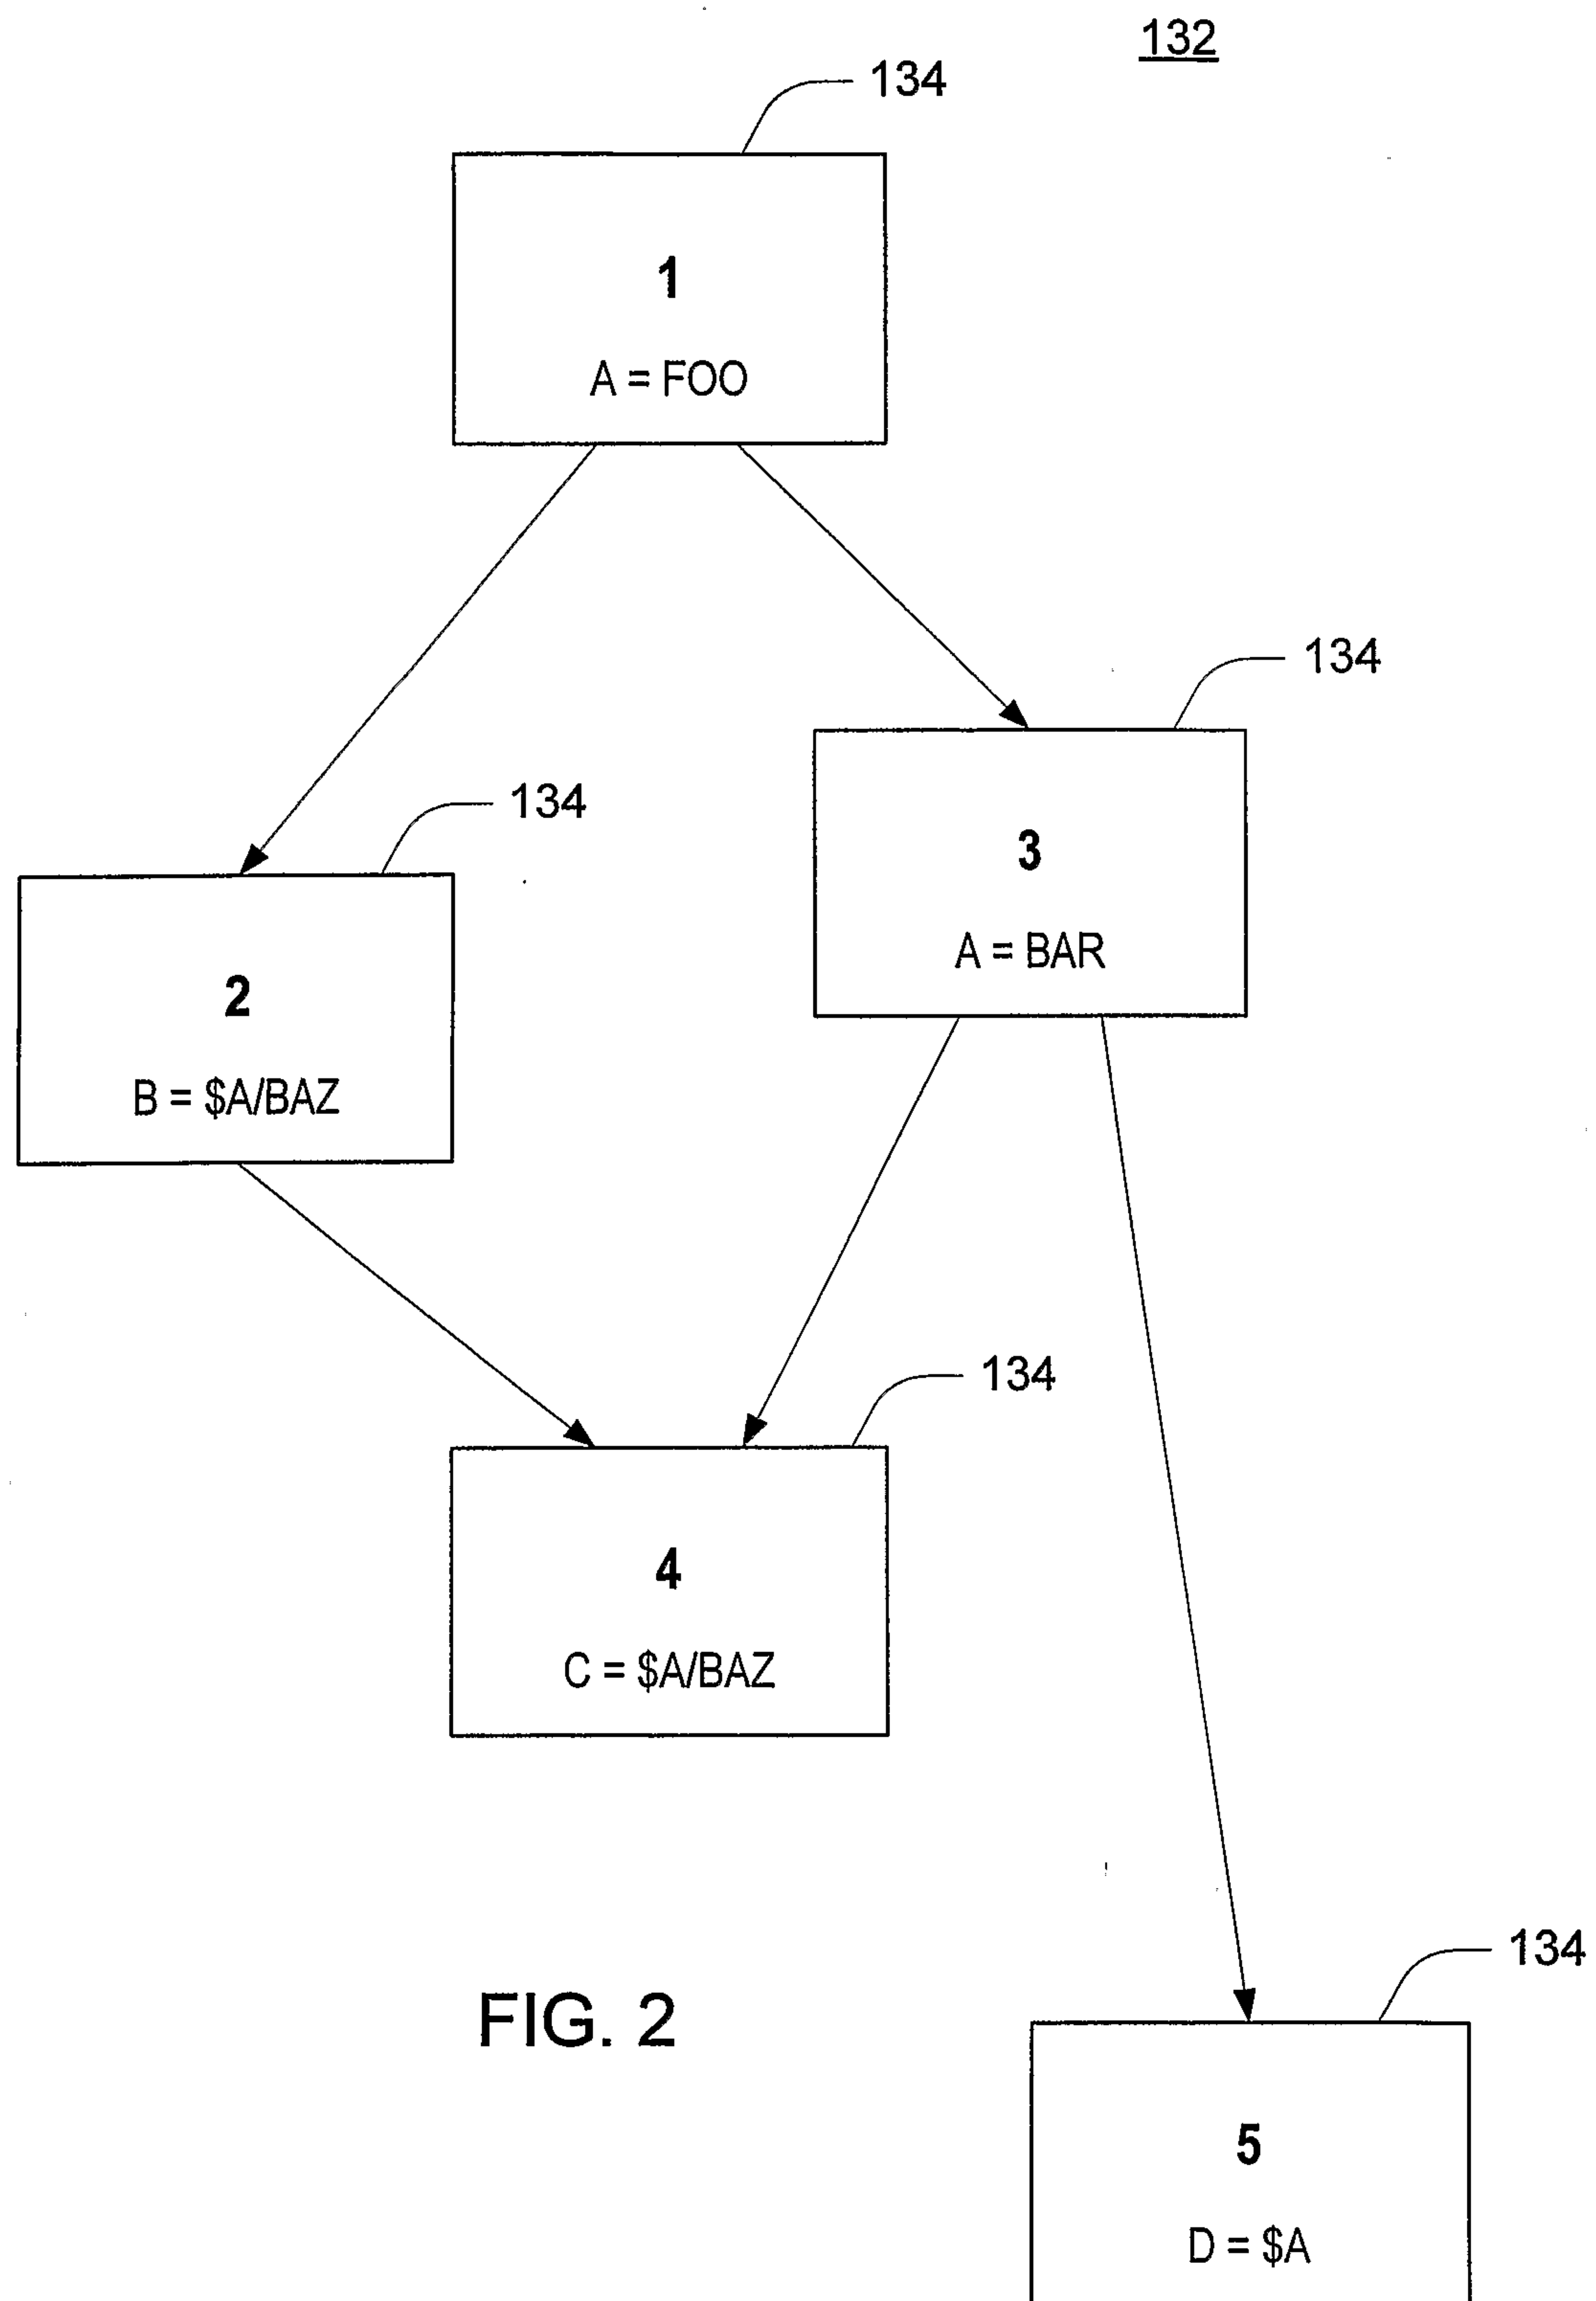 132
134
1
A = FOO
134
134
3
A = BAR
2
B = $A/BAZ
134
4
C = $A/BAZ
134
FIG. 2
5
D = $A